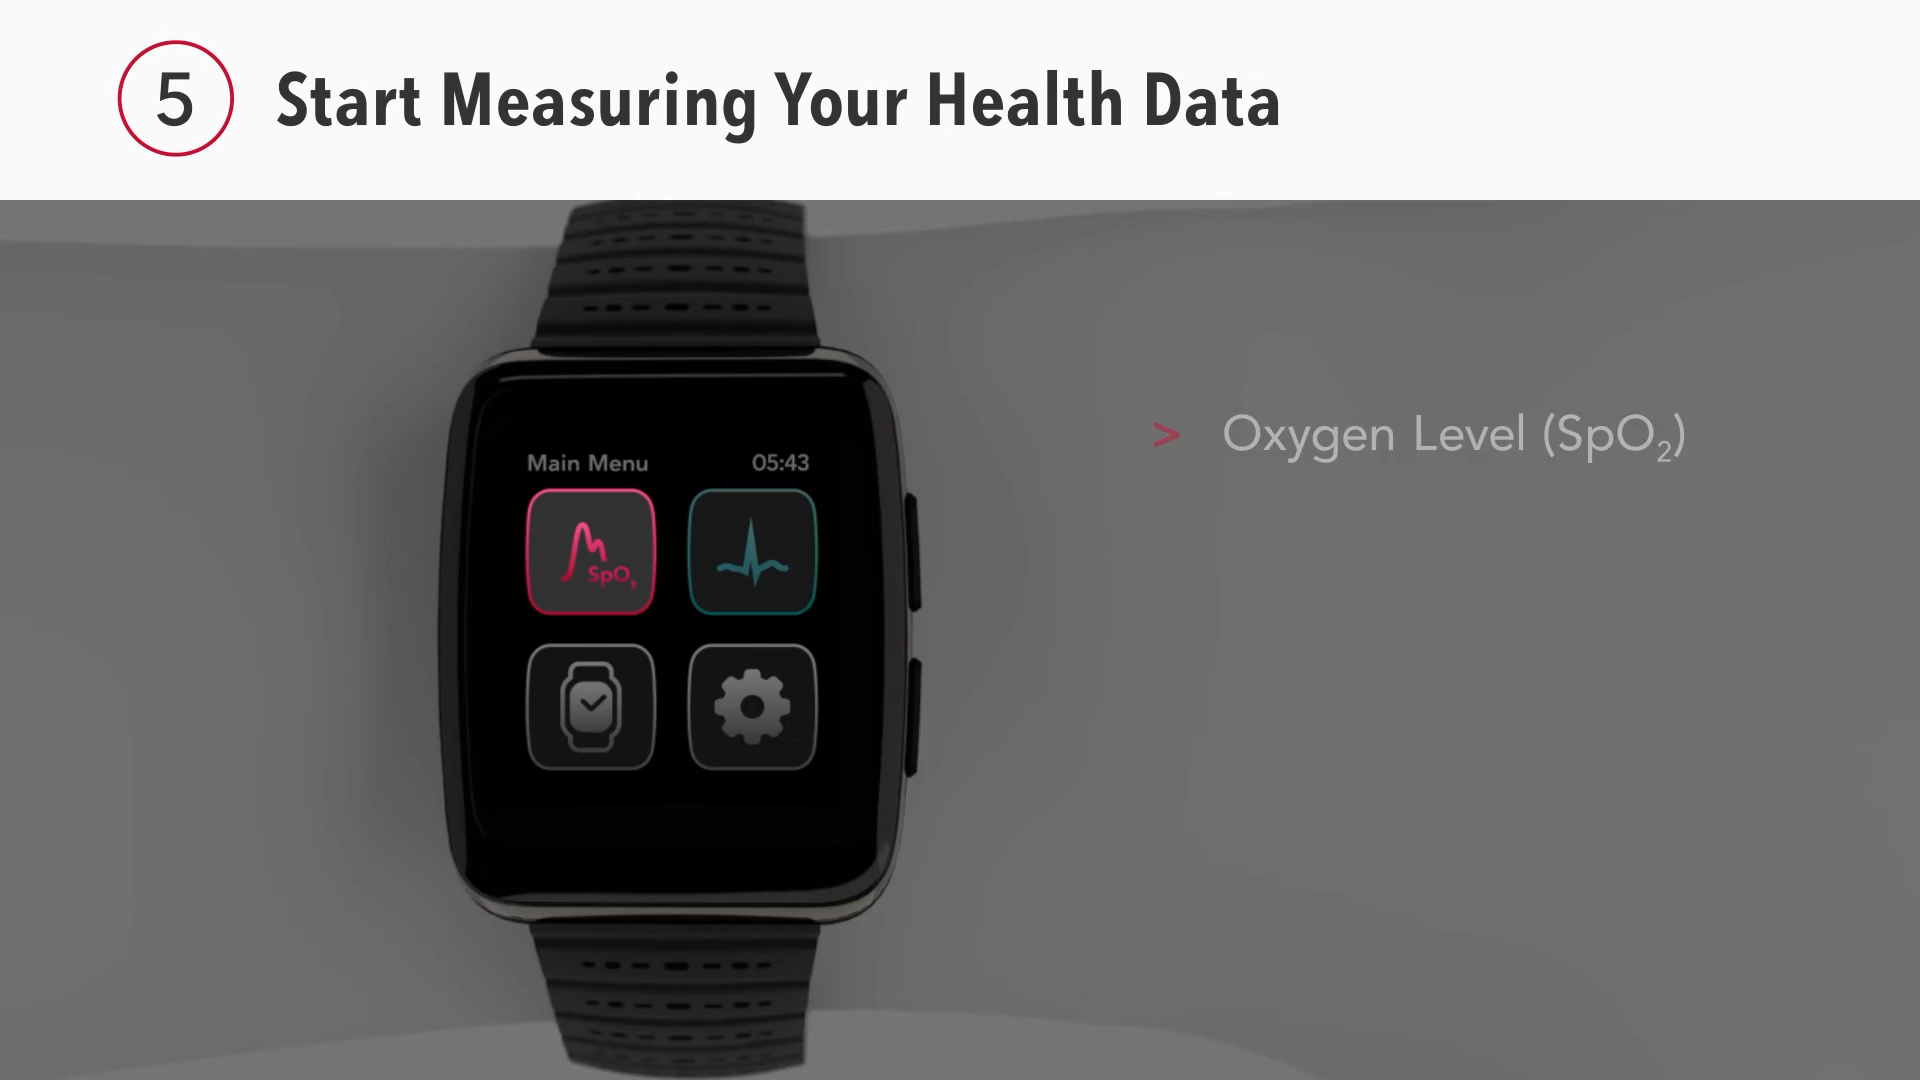 5 Start Measuring Your Health Data
Main Menu 05:43
SpO₂
> Oxygen Level (SpO₂)